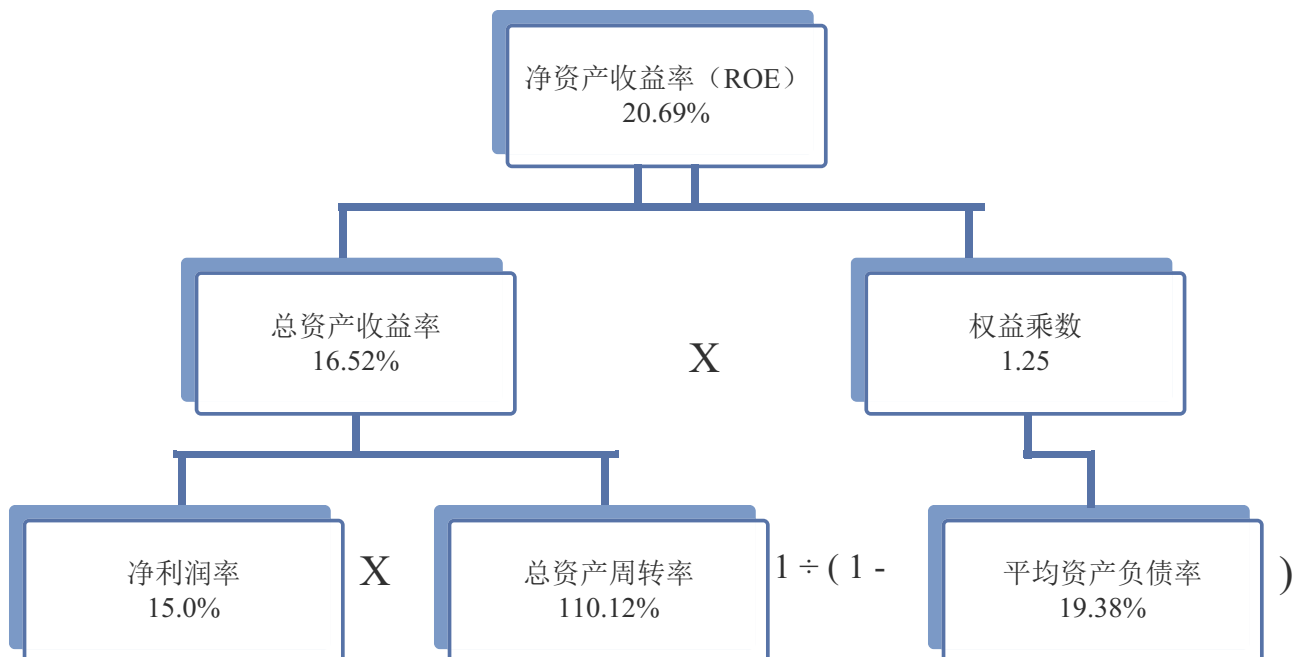 净资产收益率（ROE）
20.69%
总资产收益率
16.52%
X
权益乘数
1.25
净利润率
15.0%
X
总资产周转率
110.12%
1 ÷ ( 1 -
平均资产负债率
19.38%
)